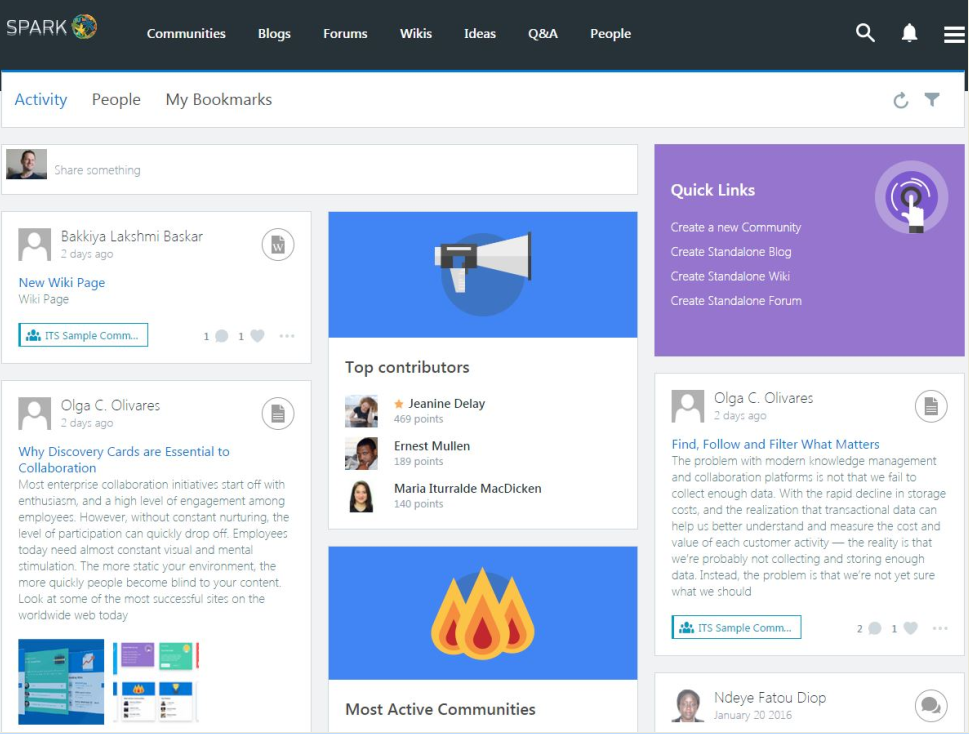 SPARK
Communities Blogs Forums Wikis Ideas Q&A People
Activity People My Bookmarks
Share something
Bakkiya Lakshmi Baskar
2 days ago
W
New Wiki Page
Wiki Page
ITS Sample Comm...
1 1
Olga C. Olivares
2 days ago
Why Discovery Cards are Essential to
Collaboration
Most enterprise collaboration initiatives start off with
enthusiasm, and a high level of engagement among
employees. However, without constant nurturing, the
level of participation can quickly drop off. Employees
today need almost constant visual and mental
stimulation. The more static your environment, the
more quickly people become blind to your content.
Look at some of the most successful sites on the
worldwide web today
Top contributors
Jeanine Delay
469 points
Ernest Mullen
189 points
Maria Iturralde MacDicken
140 points
Most Active Communities
Quick Links
Create a new Community
Create Standalone Blog
Create Standalone Wiki
Create Standalone Forum
Olga C. Olivares
2 days ago
Find, Follow and Filter What Matters
The problem with modern knowledge management
and collaboration platforms is not that we fail to
collect enough data. With the rapid decline in storage
costs, and the realization that transactional data can
help us better understand and measure the cost and
value of each customer activity — the reality is that
we're probably not collecting and storing enough
data. Instead, the problem is that we're not yet sure
what we should
ITS Sample Comm...
2 1
Ndeye Fatou Diop
January 20 2016